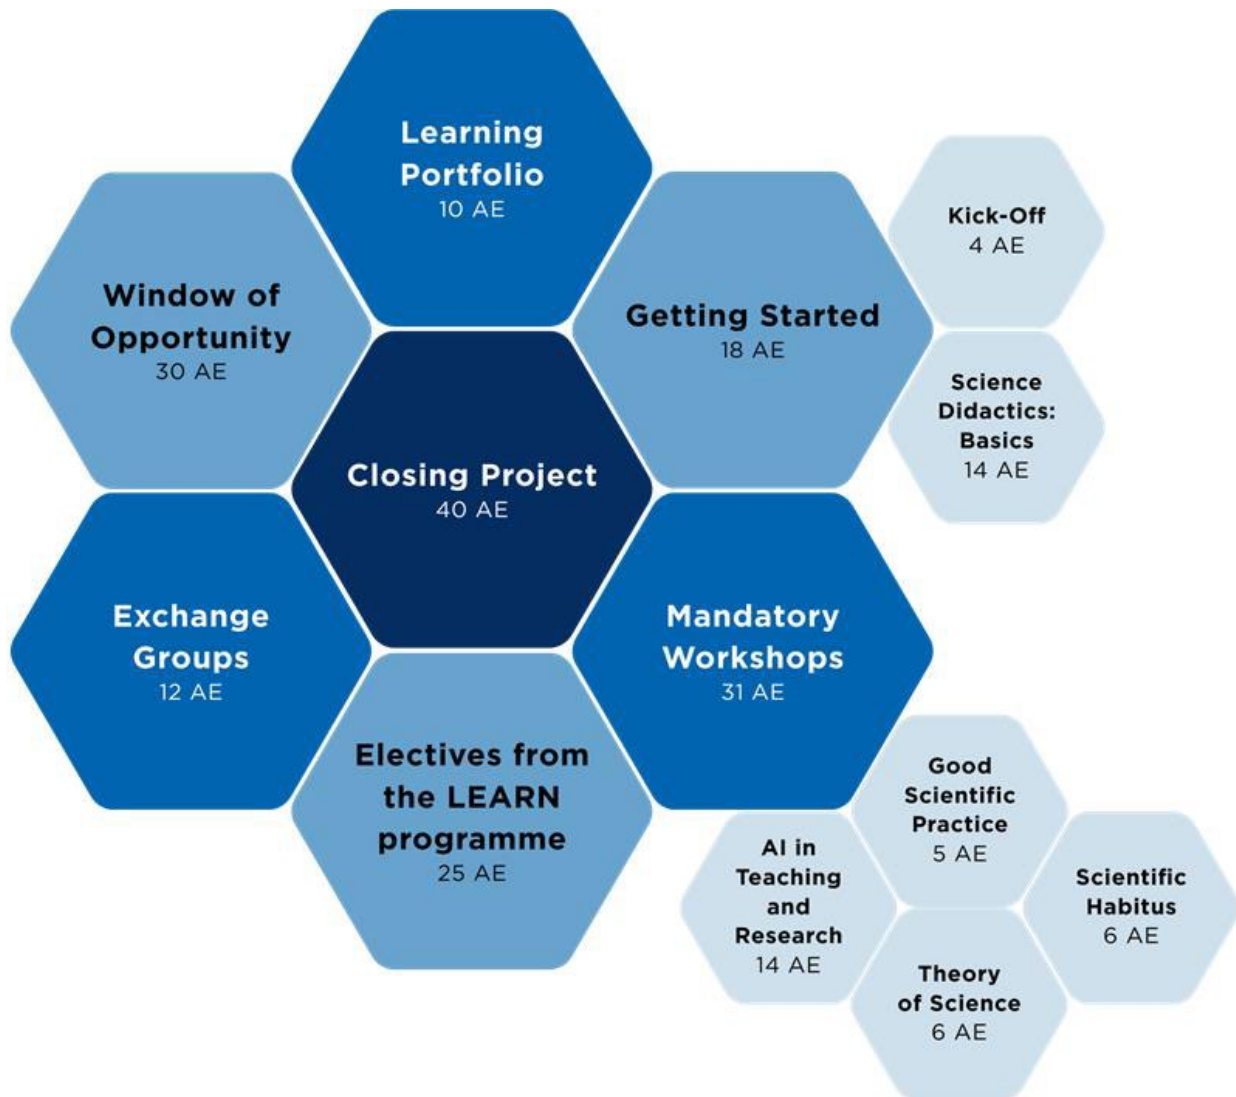 Learning
Portfolio
10 AE
Window of
Opportunity
30 AE
Getting Started
18 AE
Kick-Off
4 AE
Science
Didactics:
Basics
14 AE
Closing Project
40 AE
Exchange
Groups
12 AE
Mandatory
Workshops
31 AE
Electives from
the LEARN
programme
25 AE
Good
Scientific
Practice
5 AE
AI in
Teaching
and
Research
14 AE
Scientific
Habitus
6 AE
Theory
of Science
6 AE